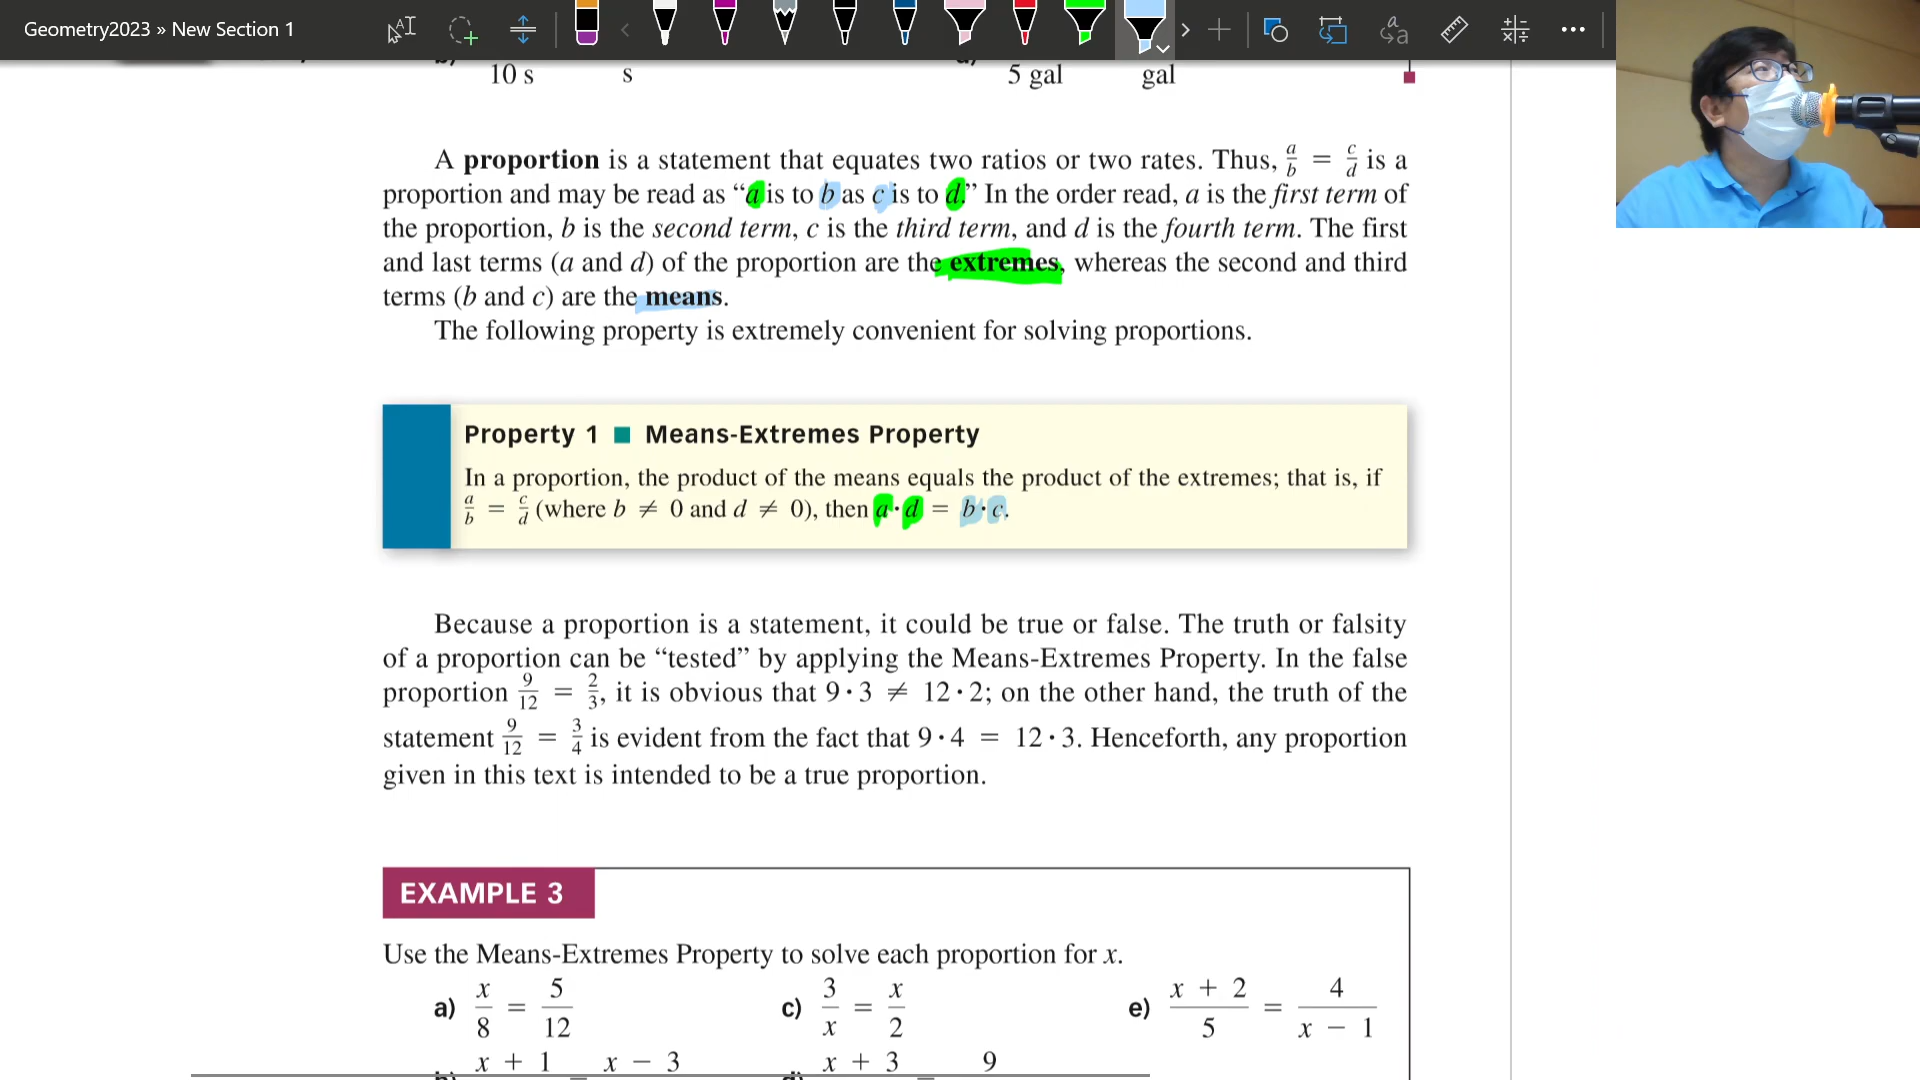 Geometry2023 » New Section 1
10 s s 5 gal gal
A proportion is a statement that equates two ratios or two rates. Thus, a/b = c/d is a
proportion and may be read as “a is to b as c is to d.” In the order read, a is the first term of
the proportion, b is the second term, c is the third term, and d is the fourth term. The first
and last terms (a and d) of the proportion are the extremes, whereas the second and third
terms (b and c) are the means.
The following property is extremely convenient for solving proportions.
Property 1 ■ Means-Extremes Property
In a proportion, the product of the means equals the product of the extremes; that is, if
a/b = c/d (where b ≠ 0 and d ≠ 0), then a · d = b · c.
Because a proportion is a statement, it could be true or false. The truth or falsity
of a proportion can be “tested” by applying the Means-Extremes Property. In the false
proportion 9/12 = 2/3, it is obvious that 9 · 3 ≠ 12 · 2; on the other hand, the truth of the
statement 9/12 = 3/4 is evident from the fact that 9 · 4 = 12 · 3. Henceforth, any proportion
given in this text is intended to be a true proportion.
EXAMPLE 3
Use the Means-Extremes Property to solve each proportion for x.
a) x/8 = 5/12 c) 3/x = x/2 e) (x + 2)/5 = 4/(x − 1)
x + 1 x − 3 x + 3 9